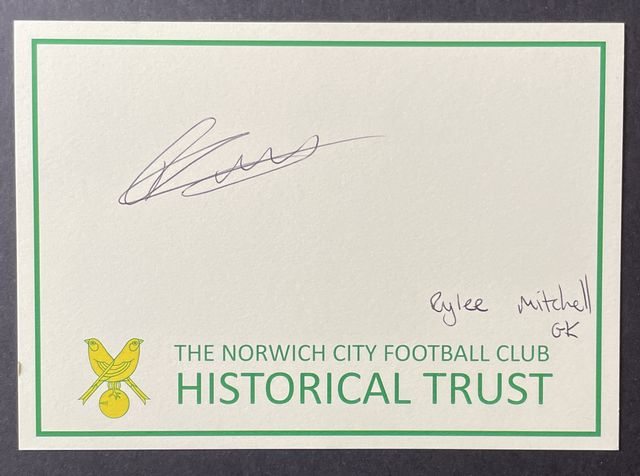 Rylee Mitchell
GK
THE NORWICH CITY FOOTBALL CLUB
HISTORICAL TRUST